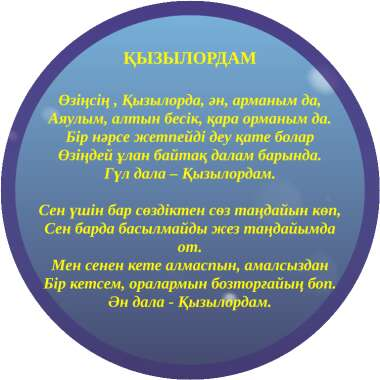 ҚЫЗЫЛОРДАМ
Өзіңсің , Қызылорда, ән, арманым да,
Аяулым, алтын бесік, қара орманым да.
Бір нәрсе жетпейді деу қате болар
Өзіңдей ұлан байтақ далам барында.
Гүл дала – Қызылордам.
Сен үшін бар сөздіктен сөз таңдайын көп,
Сен барда басылмайды жез таңдайымда
от.
Мен сенен кете алмаспын, амалсыздан
Бір кетсем, оралармын бозторғайың боп.
Ән дала - Қызылордам.